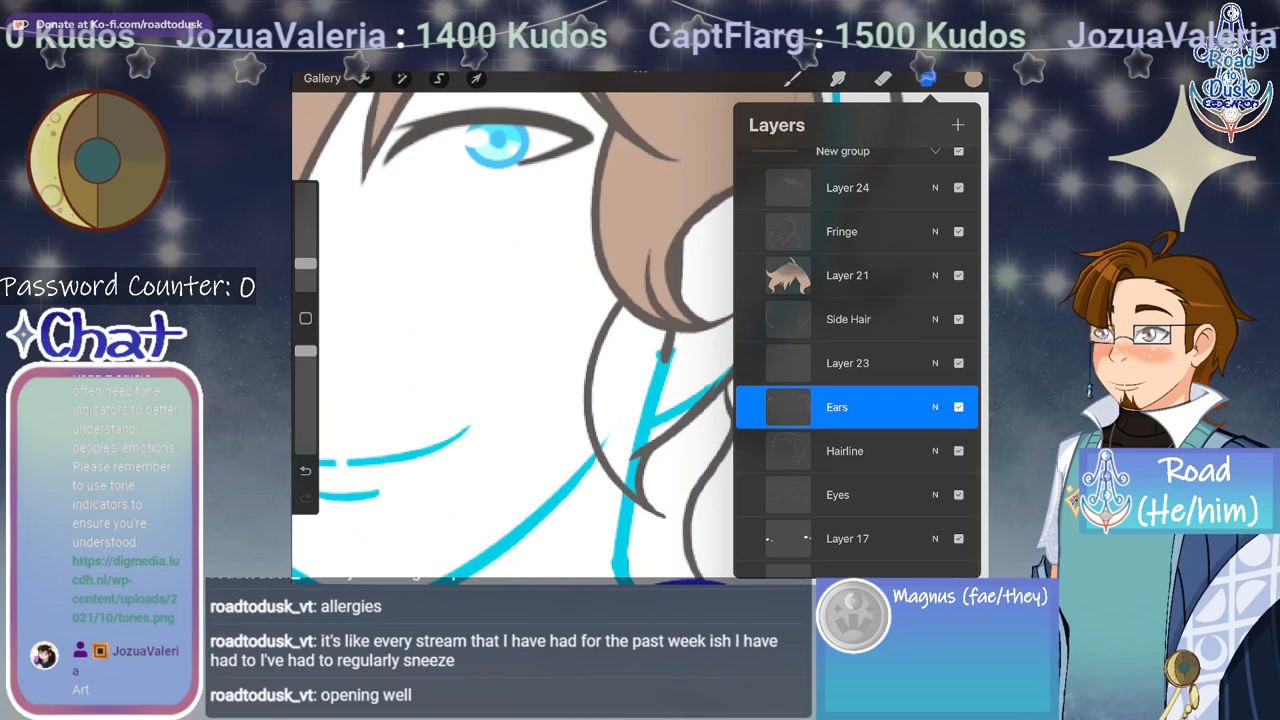 Donate at Ko-fi.com/roadtodusk
0 Kudos JozuaValeria : 1400 Kudos CaptFlarg : 1500 Kudos JozuaValeria
Road
to
Dusk
Gallery
Layers
New group
Layer 24 N
Fringe N
Layer 21 N
Side Hair N
Layer 23 N
Ears N
Hairline N
Eyes N
Layer 17 N
Password Counter: 0
Chat
often need tone
indicators to better
understand
peoples' emotions.
Please remember
to use tone
indicators to
ensure you're
understood.
https://digmedia.lu
cdh.nl/wp-
content/uploads/2
021/10/tones.png
JozuaValeri
a
Art
roadtodusk_vt: allergies
roadtodusk_vt: it's like every stream that I have had for the past week ish I have
had to I've had to regularly sneeze
roadtodusk_vt: opening well
Magnus (fae/they)
Road
(He/him)